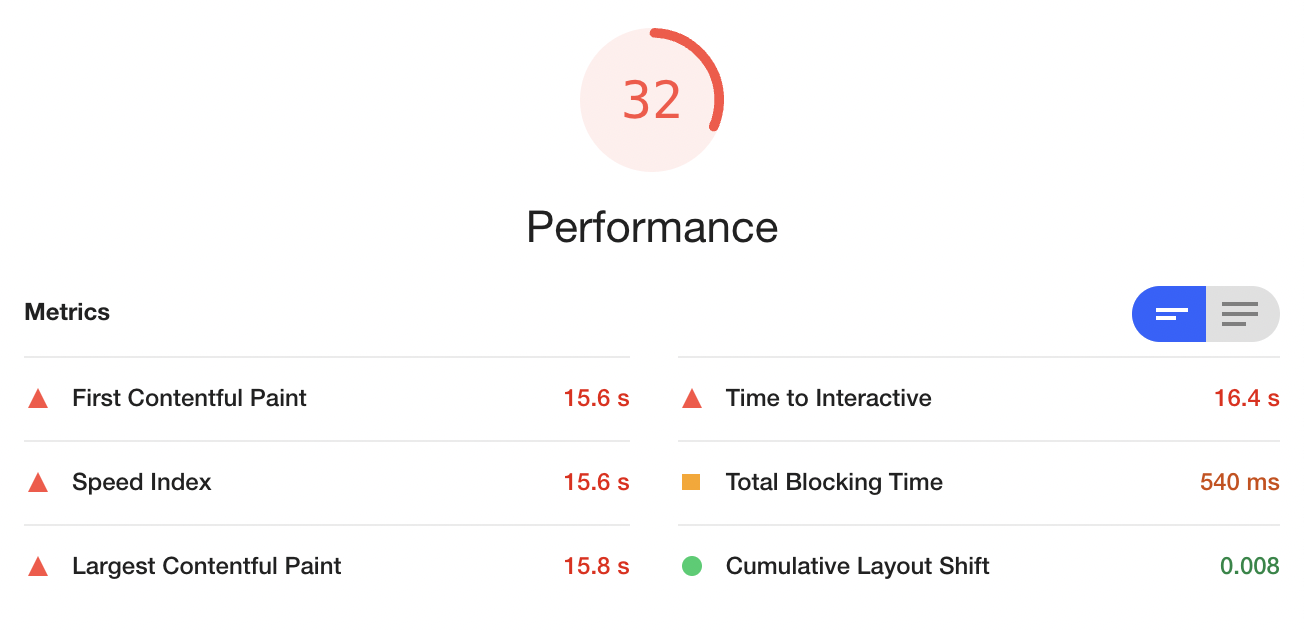 32
Performance
Metrics
First Contentful Paint 15.6 s
Time to Interactive 16.4 s
Speed Index 15.6 s
Total Blocking Time 540 ms
Largest Contentful Paint 15.8 s
Cumulative Layout Shift 0.008